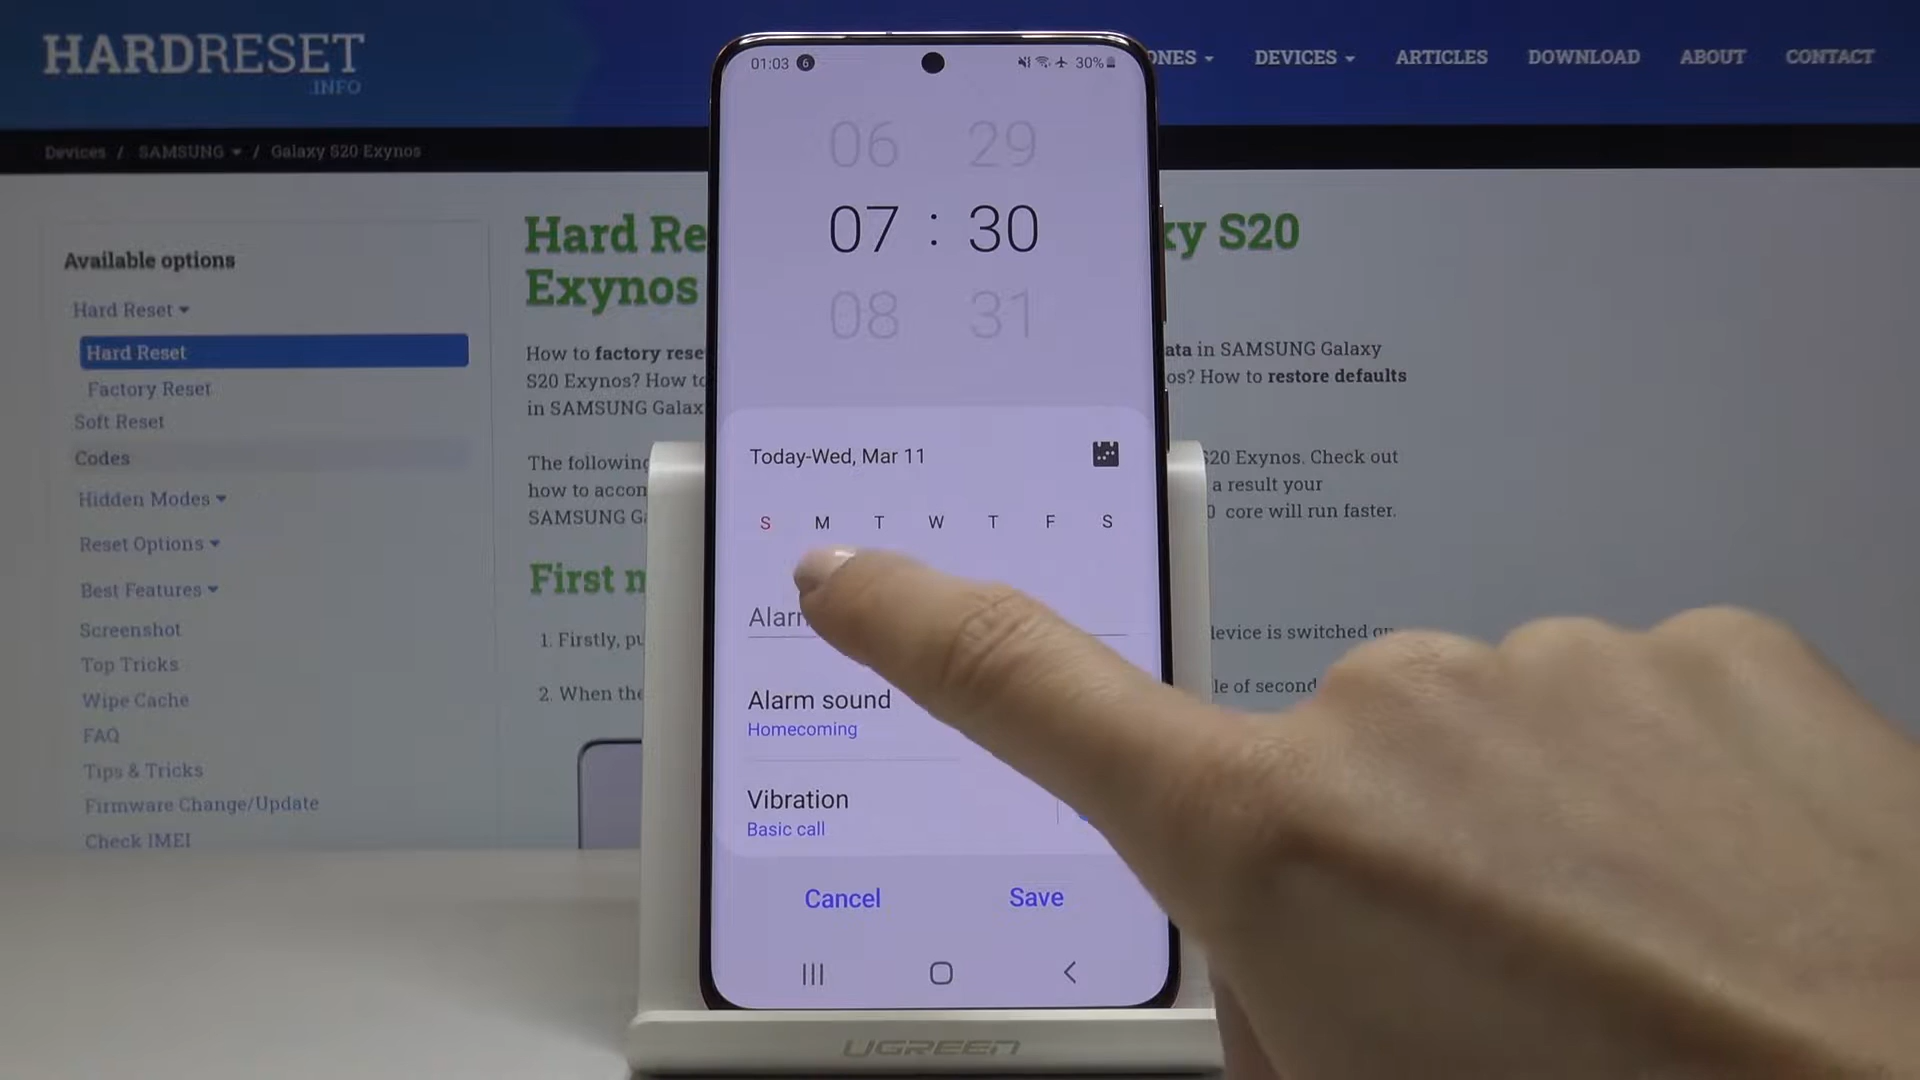 HARDRESET
.INFO
ONES
DEVICES
ARTICLES
DOWNLOAD
ABOUT
CONTACT
Devices / SAMSUNG / Galaxy S20 Exynos
Available options
Hard Reset
Hard Reset
Factory Reset
Soft Reset
Codes
Hidden Modes
Reset Options
Best Features
Screenshot
Top Tricks
Wipe Cache
FAQ
Tips & Tricks
Firmware Change/Update
Check IMEI
Hard Re xy S20
Exynos
How to factory rese ata in SAMSUNG Galaxy
S20 Exynos? How to os? How to restore defaults
in SAMSUNG Galax
The following S20 Exynos. Check out
how to accom a result your
SAMSUNG Ga 0 core will run faster.
First
1. Firstly, pu device is switched
2. When the le of second
01:03 6 30%
06 29
07 : 30
08 31
Today-Wed, Mar 11
S M T W T F S
Alarm
Alarm sound
Homecoming
Vibration
Basic call
Cancel Save
UGREEN